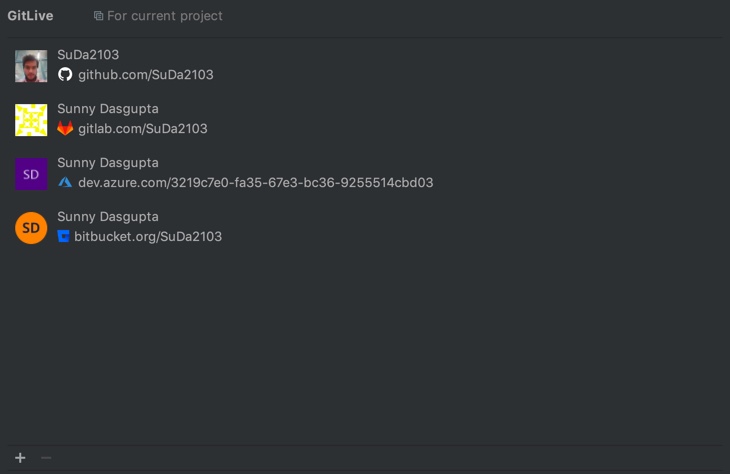 GitLive
For current project
SuDa2103
github.com/SuDa2103
Sunny Dasgupta
gitlab.com/SuDa2103
SD
Sunny Dasgupta
dev.azure.com/3219c7e0-fa35-67e3-bc36-9255514cbd03
SD
Sunny Dasgupta
bitbucket.org/SuDa2103